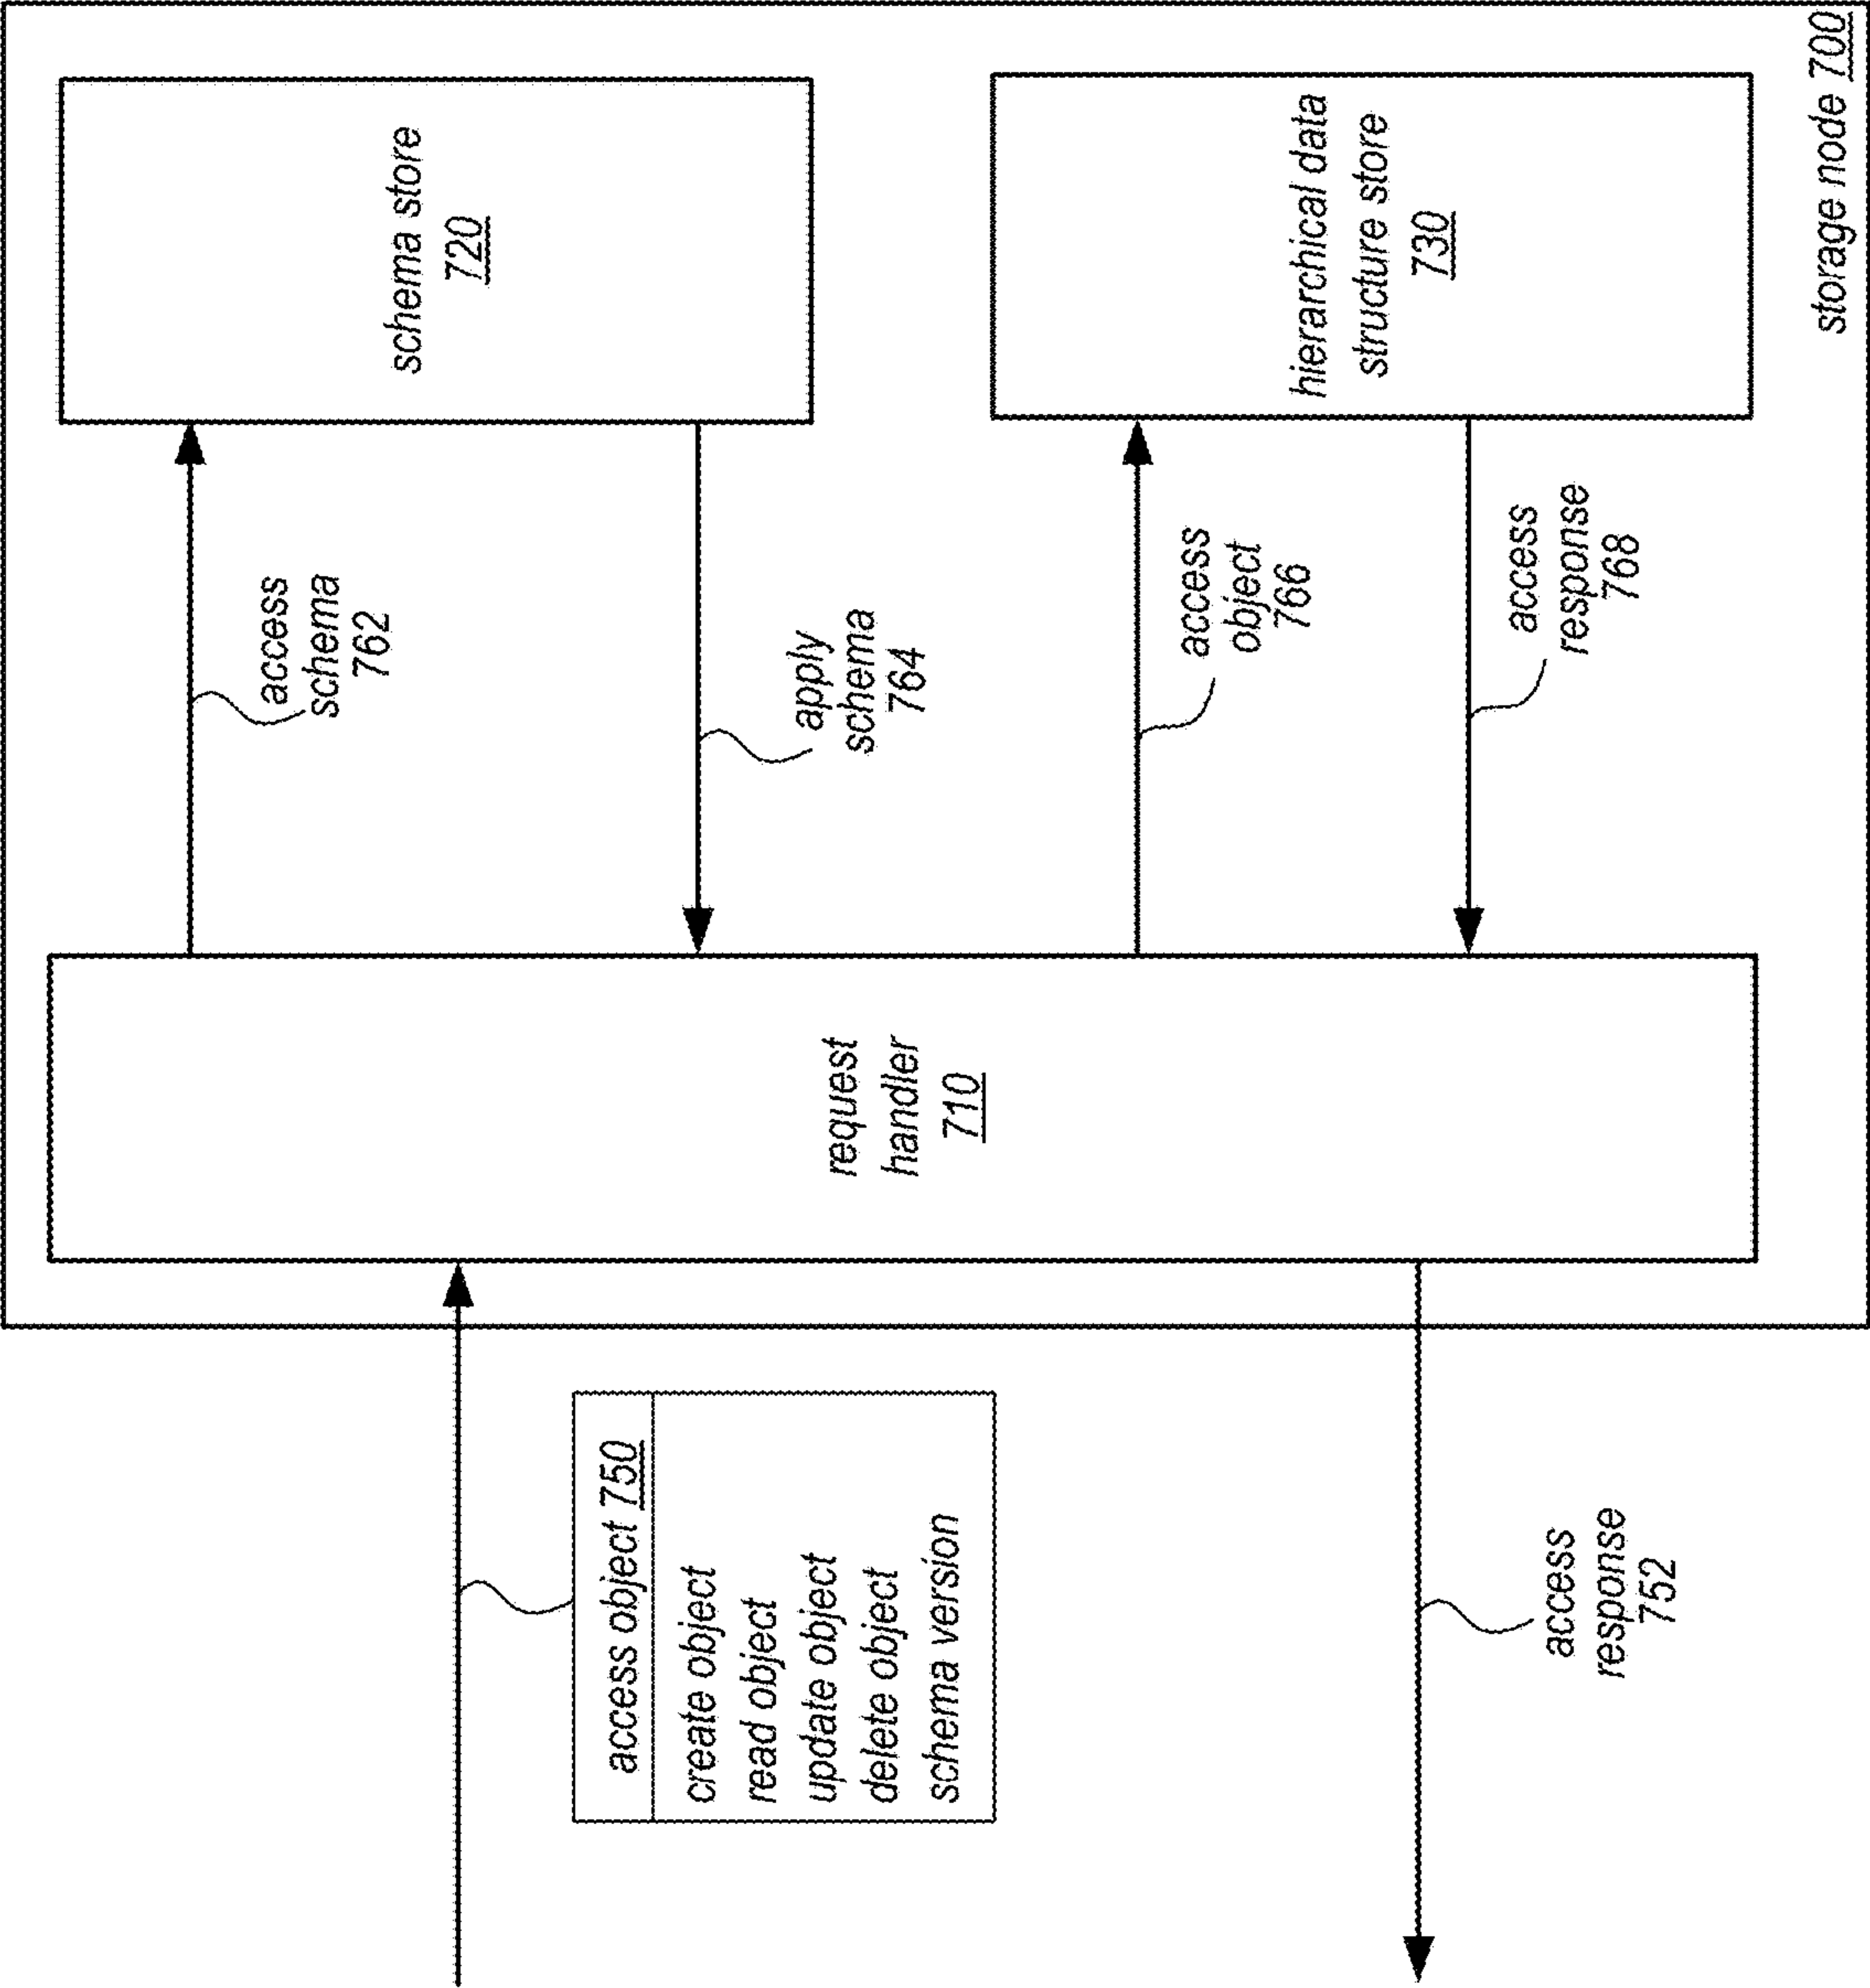 access object 750
create object
read object
update object
delete object
schema version
access
response
752
request
handler
710
access
schema
762
apply
schema
764
access
object
766
access
response
768
schema store
720
hierarchical data
structure store
730
storage node 700